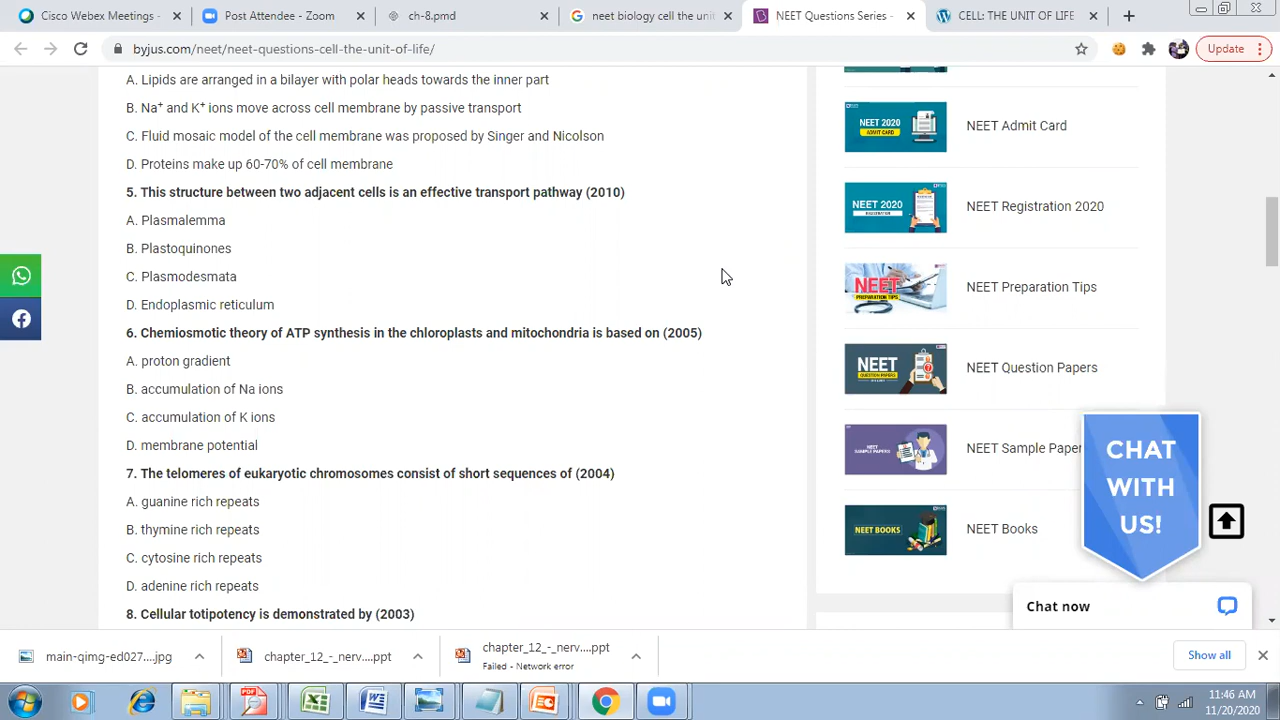 Cisco Webex Meetings -
Post Attendee - Zoom
ch-8.pmd
neet biology cell the un
NEET Questions Series -
CELL: THE UNIT OF LIFE
byjus.com/neet/neet-questions-cell-the-unit-of-life/
Update
A. Lipids as arranged in a bilayer with polar heads towards the inner part
B. Na+ and K+ ions move across cell membrane by passive transport
C. Fluid mosaic model of the cell membrane was proposed by Singer and Nicolson
D. Proteins make up 60-70% of cell membrane
5. This structure between two adjacent cells is an effective transport pathway (2010)
A. Plasmalemma
B. Plastoquinones
C. Plasmodesmata
D. Endoplasmic reticulum
6. Chemiosmotic theory of ATP synthesis in the chloroplasts and mitochondria is based on (2005)
A. proton gradient
B. accumulation of Na ions
C. accumulation of K ions
D. membrane potential
7. The telomeres of eukaryotic chromosomes consist of short sequences of (2004)
A. guanine rich repeats
B. thymine rich repeats
C. cytosine rich repeats
D. adenine rich repeats
8. Cellular totipotency is demonstrated by (2003)
NEET 2020
ADMIT CARD
NEET Admit Card
NEET 2020
REGISTRATION
NEET Registration 2020
NEET
PREPARATION TIPS
NEET Preparation Tips
NEET
QUESTION PAPERS
NEET Question Papers
NEET
SAMPLE PAPERS
NEET Sample Paper
NEET BOOKS
NEET Books
CHAT
WITH
US!
Chat now
main-qimg-ed027....jpg
chapter_12_-_nerv....ppt
chapter_12_-_nerv....ppt
Failed - Network error
Show all
11:46 AM
11/20/2020